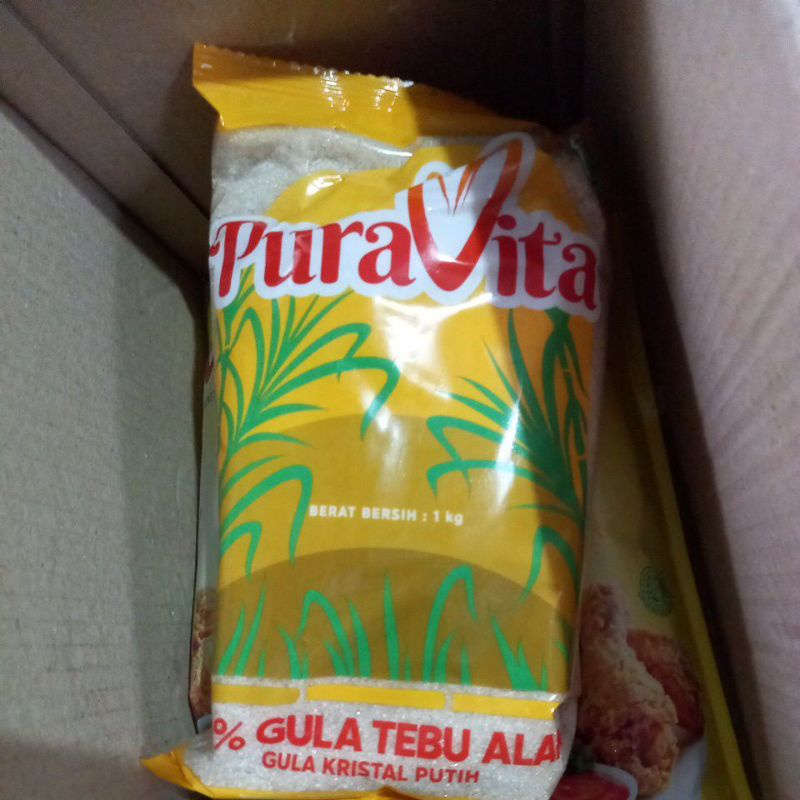 PuraVita
BERAT BERSIH : 1 kg
% GULA TEBU ALA
GULA KRISTAL PUTIH